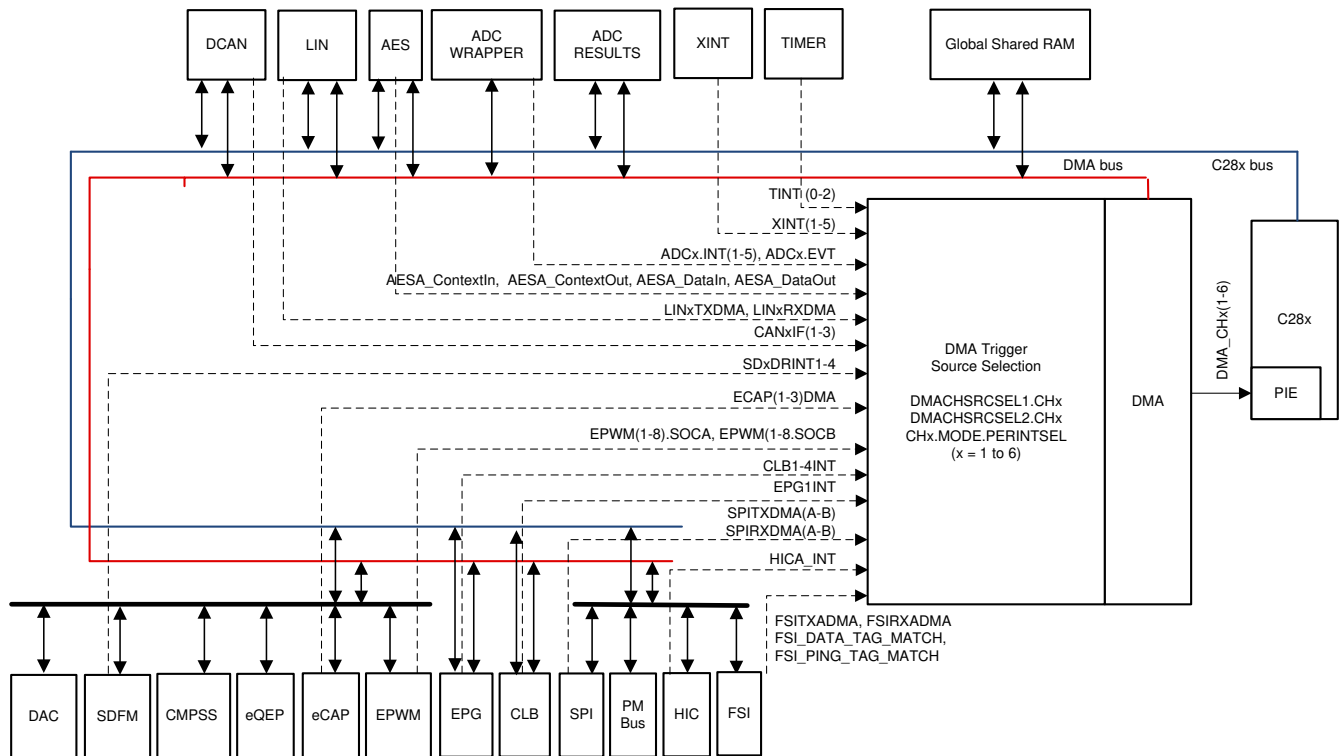 DCAN
LIN
AES
ADC
WRAPPER
ADC
RESULTS
XINT
TIMER
Global Shared RAM
DMA bus
C28x bus
TINT (0-2)
XINT(1-5)
ADCx.INT(1-5), ADCx.EVT
AESA_ContextIn, AESA_ContextOut, AESA_DataIn, AESA_DataOut
LINxTXDMA, LINxRXDMA
CANxIF(1-3)
SDxDRINT1-4
ECAP(1-3)DMA
EPWM(1-8).SOCA, EPWM(1-8.SOCB
CLB1-4INT
EPG1INT
SPITXDMA(A-B)
SPIRXDMA(A-B)
HICA_INT
FSITXADMA, FSIRXADMA
FSI_DATA_TAG_MATCH,
FSI_PING_TAG_MATCH
DMA Trigger
Source Selection
DMACHSRCSEL1.CHx
DMACHSRCSEL2.CHx
CHx.MODE.PERINTSEL
(x = 1 to 6)
DMA
DMA_CHx(1-6)
C28x
PIE
DAC
SDFM
CMPSS
eQEP
eCAP
EPWM
EPG
CLB
SPI
PM
Bus
HIC
FSI